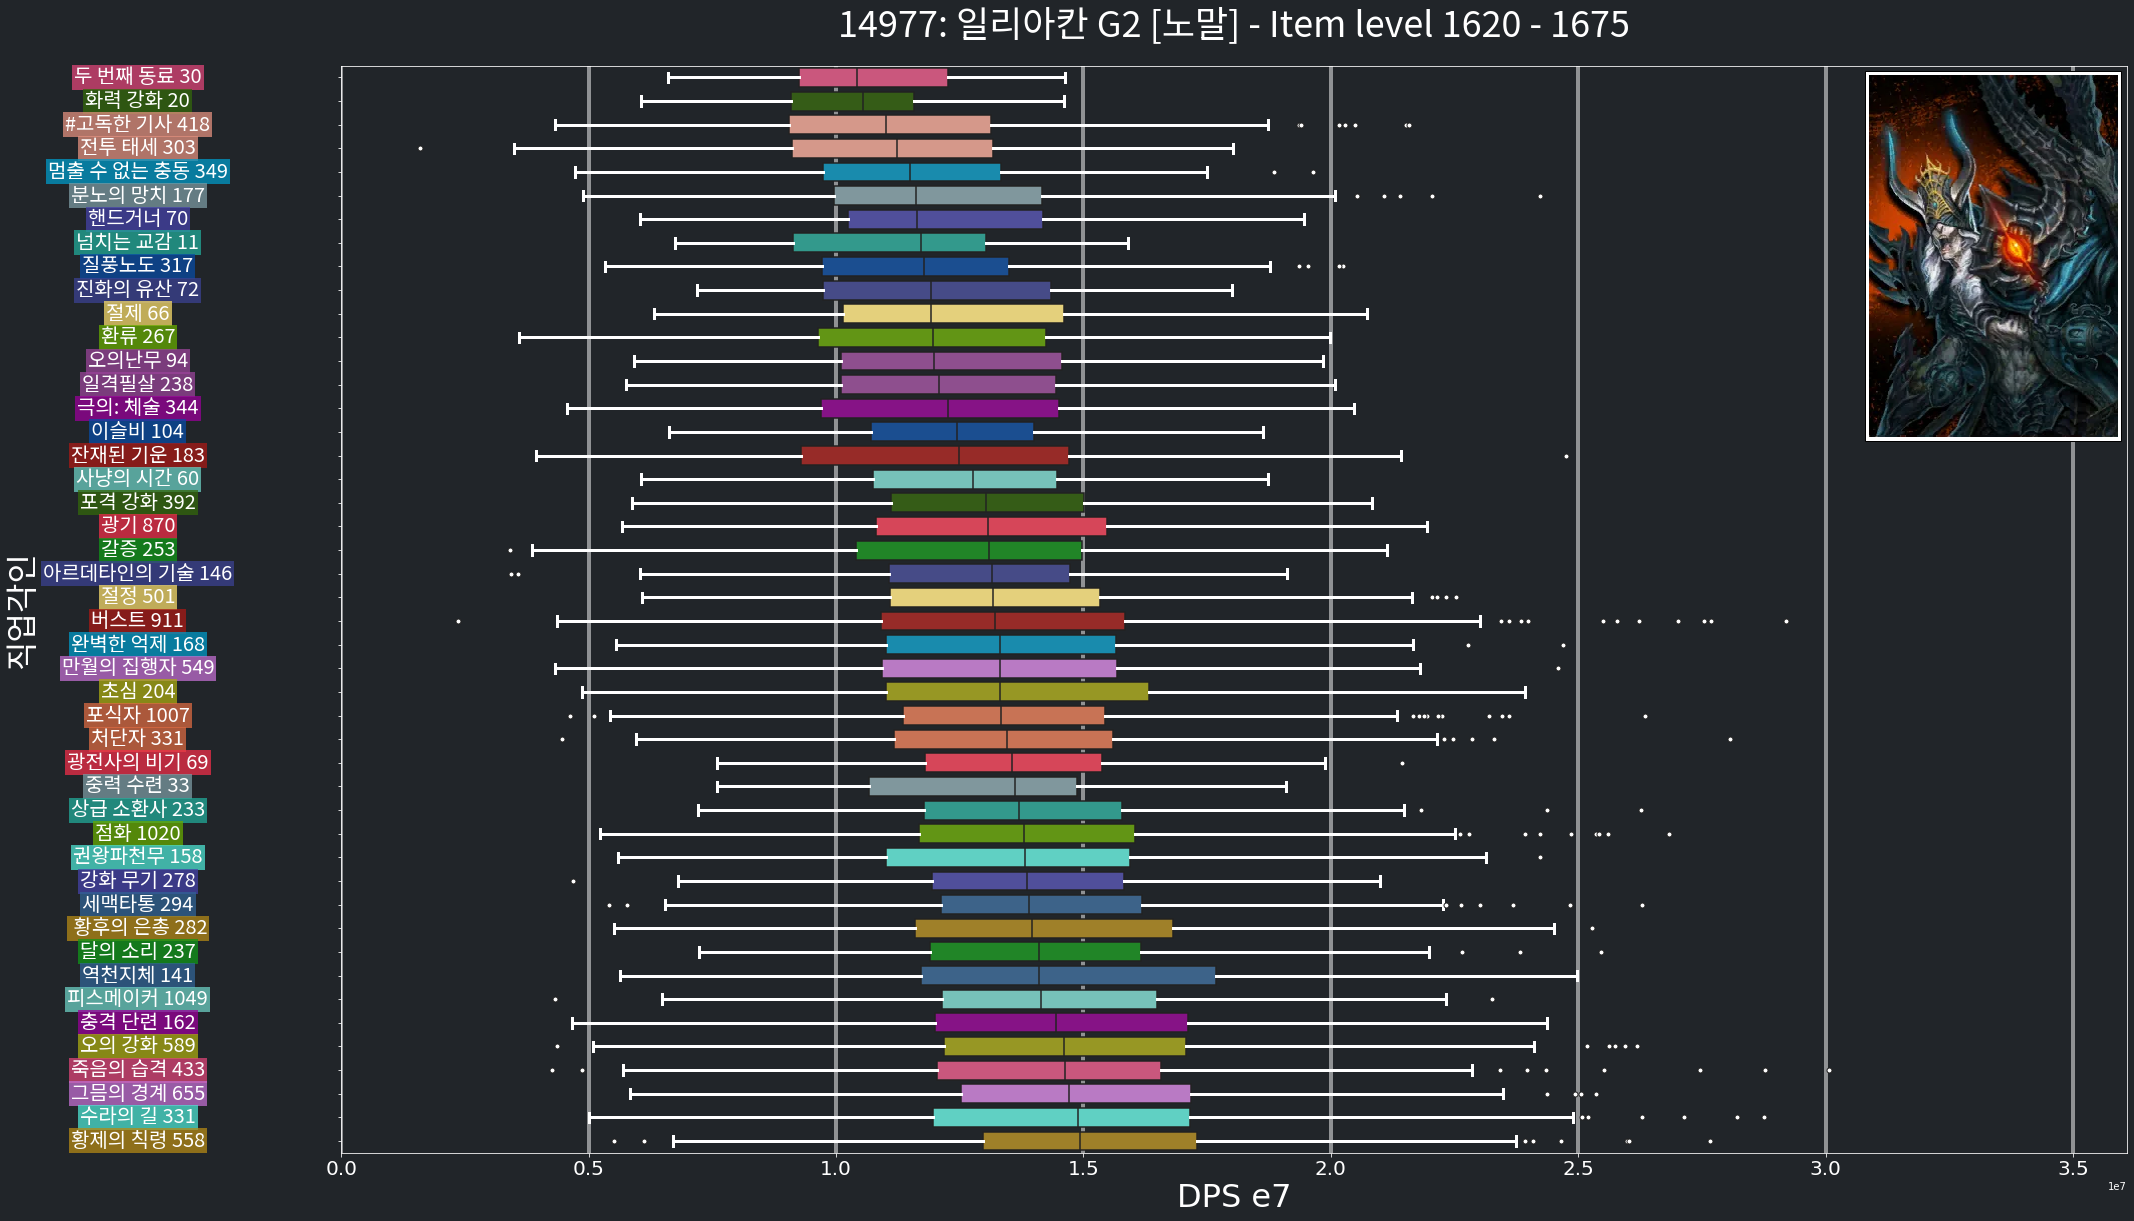 14977: 일리아칸 G2 [노말] - Item level 1620 - 1675
두 번째 동료 30
화력 강화 20
#고독한 기사 418
전투 태세 303
멈출 수 없는 충동 349
분노의 망치 177
핸드거너 70
넘치는 교감 11
질풍노도 317
진화의 유산 72
절제 66
환류 267
오의난무 94
일격필살 238
극의: 체술 344
이슬비 104
잔재된 기운 183
사냥의 시간 60
포격 강화 392
광기 870
갈증 253
아르데타인의 기술 146
절정 501
버스트 911
완벽한 억제 168
만월의 집행자 549
초심 204
포식자 1007
처단자 331
광전사의 비기 69
중력 수련 33
상급 소환사 233
점화 1020
권왕파천무 158
강화 무기 278
세맥타통 294
황후의 은총 282
달의 소리 237
역천지체 141
피스메이커 1049
충격 단련 162
오의 강화 589
죽음의 습격 433
그믐의 경계 655
수라의 길 331
황제의 칙령 558
직업각인
0.0 0.5 1.0 1.5 2.0 2.5 3.0 3.5
DPS e7
1e7